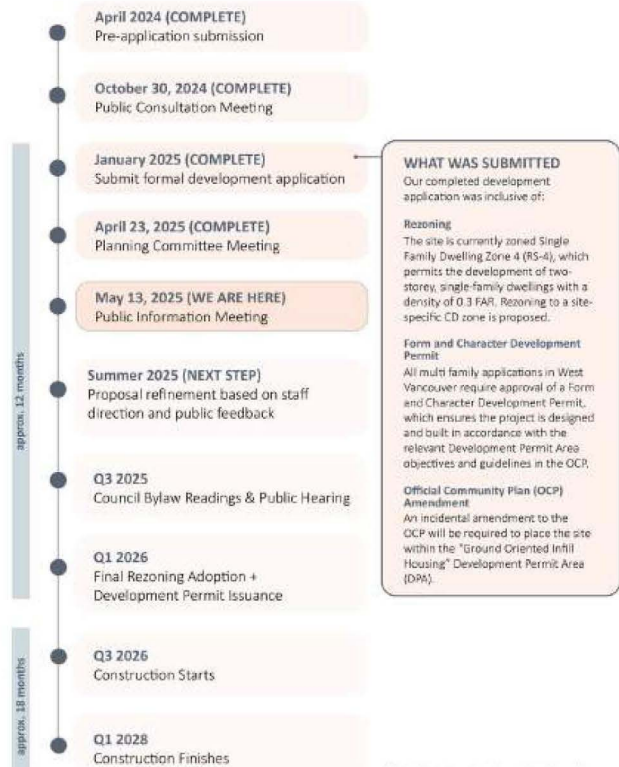 April 2024 (COMPLETE)
Pre-application submission
October 30, 2024 (COMPLETE)
Public Consultation Meeting
January 2025 (COMPLETE)
Submit formal development application
April 23, 2025 (COMPLETE)
Planning Committee Meeting
May 13, 2025 (WE ARE HERE)
Public Information Meeting
Summer 2025 (NEXT STEP)
Proposal refinement based on staff
direction and public feedback
Q3 2025
Council Bylaw Readings & Public Hearing
Q1 2026
Final Rezoning Adoption +
Development Permit Issuance
Q3 2026
Construction Starts
Q1 2028
Construction Finishes
approx. 12 months
approx. 18 months
WHAT WAS SUBMITTED
Our completed development
application was inclusive of:
Rezoning
The site is currently zoned Single
Family Dwelling Zone 4 (RS-4), which
permits the development of two-
storey, single-family dwellings with a
density of 0.3 FAR. Rezoning to a site-
specific CD zone is proposed.
Form and Character Development
Permit
All multi family applications in West
Vancouver require approval of a Form
and Character Development Permit,
which ensures the project is designed
and built in accordance with the
relevant Development Permit Area
objectives and guidelines in the OCP.
Official Community Plan (OCP)
Amendment
An incidental amendment to the
OCP will be required to place the site
within the "Ground Oriented Infill
Housing" Development Permit Area
(DPA).